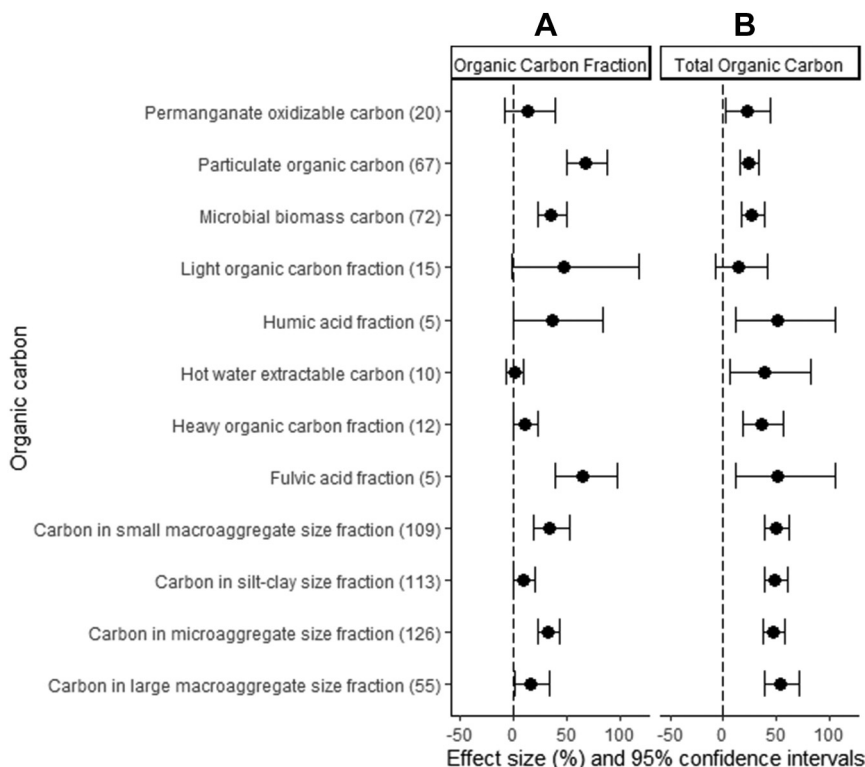 A B
Organic Carbon Fraction Total Organic Carbon
Permanganate oxidizable carbon (20)
Particulate organic carbon (67)
Microbial biomass carbon (72)
Light organic carbon fraction (15)
Humic acid fraction (5)
Hot water extractable carbon (10)
Heavy organic carbon fraction (12)
Fulvic acid fraction (5)
Carbon in small macroaggregate size fraction (109)
Carbon in silt-clay size fraction (113)
Carbon in microaggregate size fraction (126)
Carbon in large macroaggregate size fraction (55)
Organic carbon
-50 0 50 100 -50 0 50 100
Effect size (%) and 95% confidence intervals